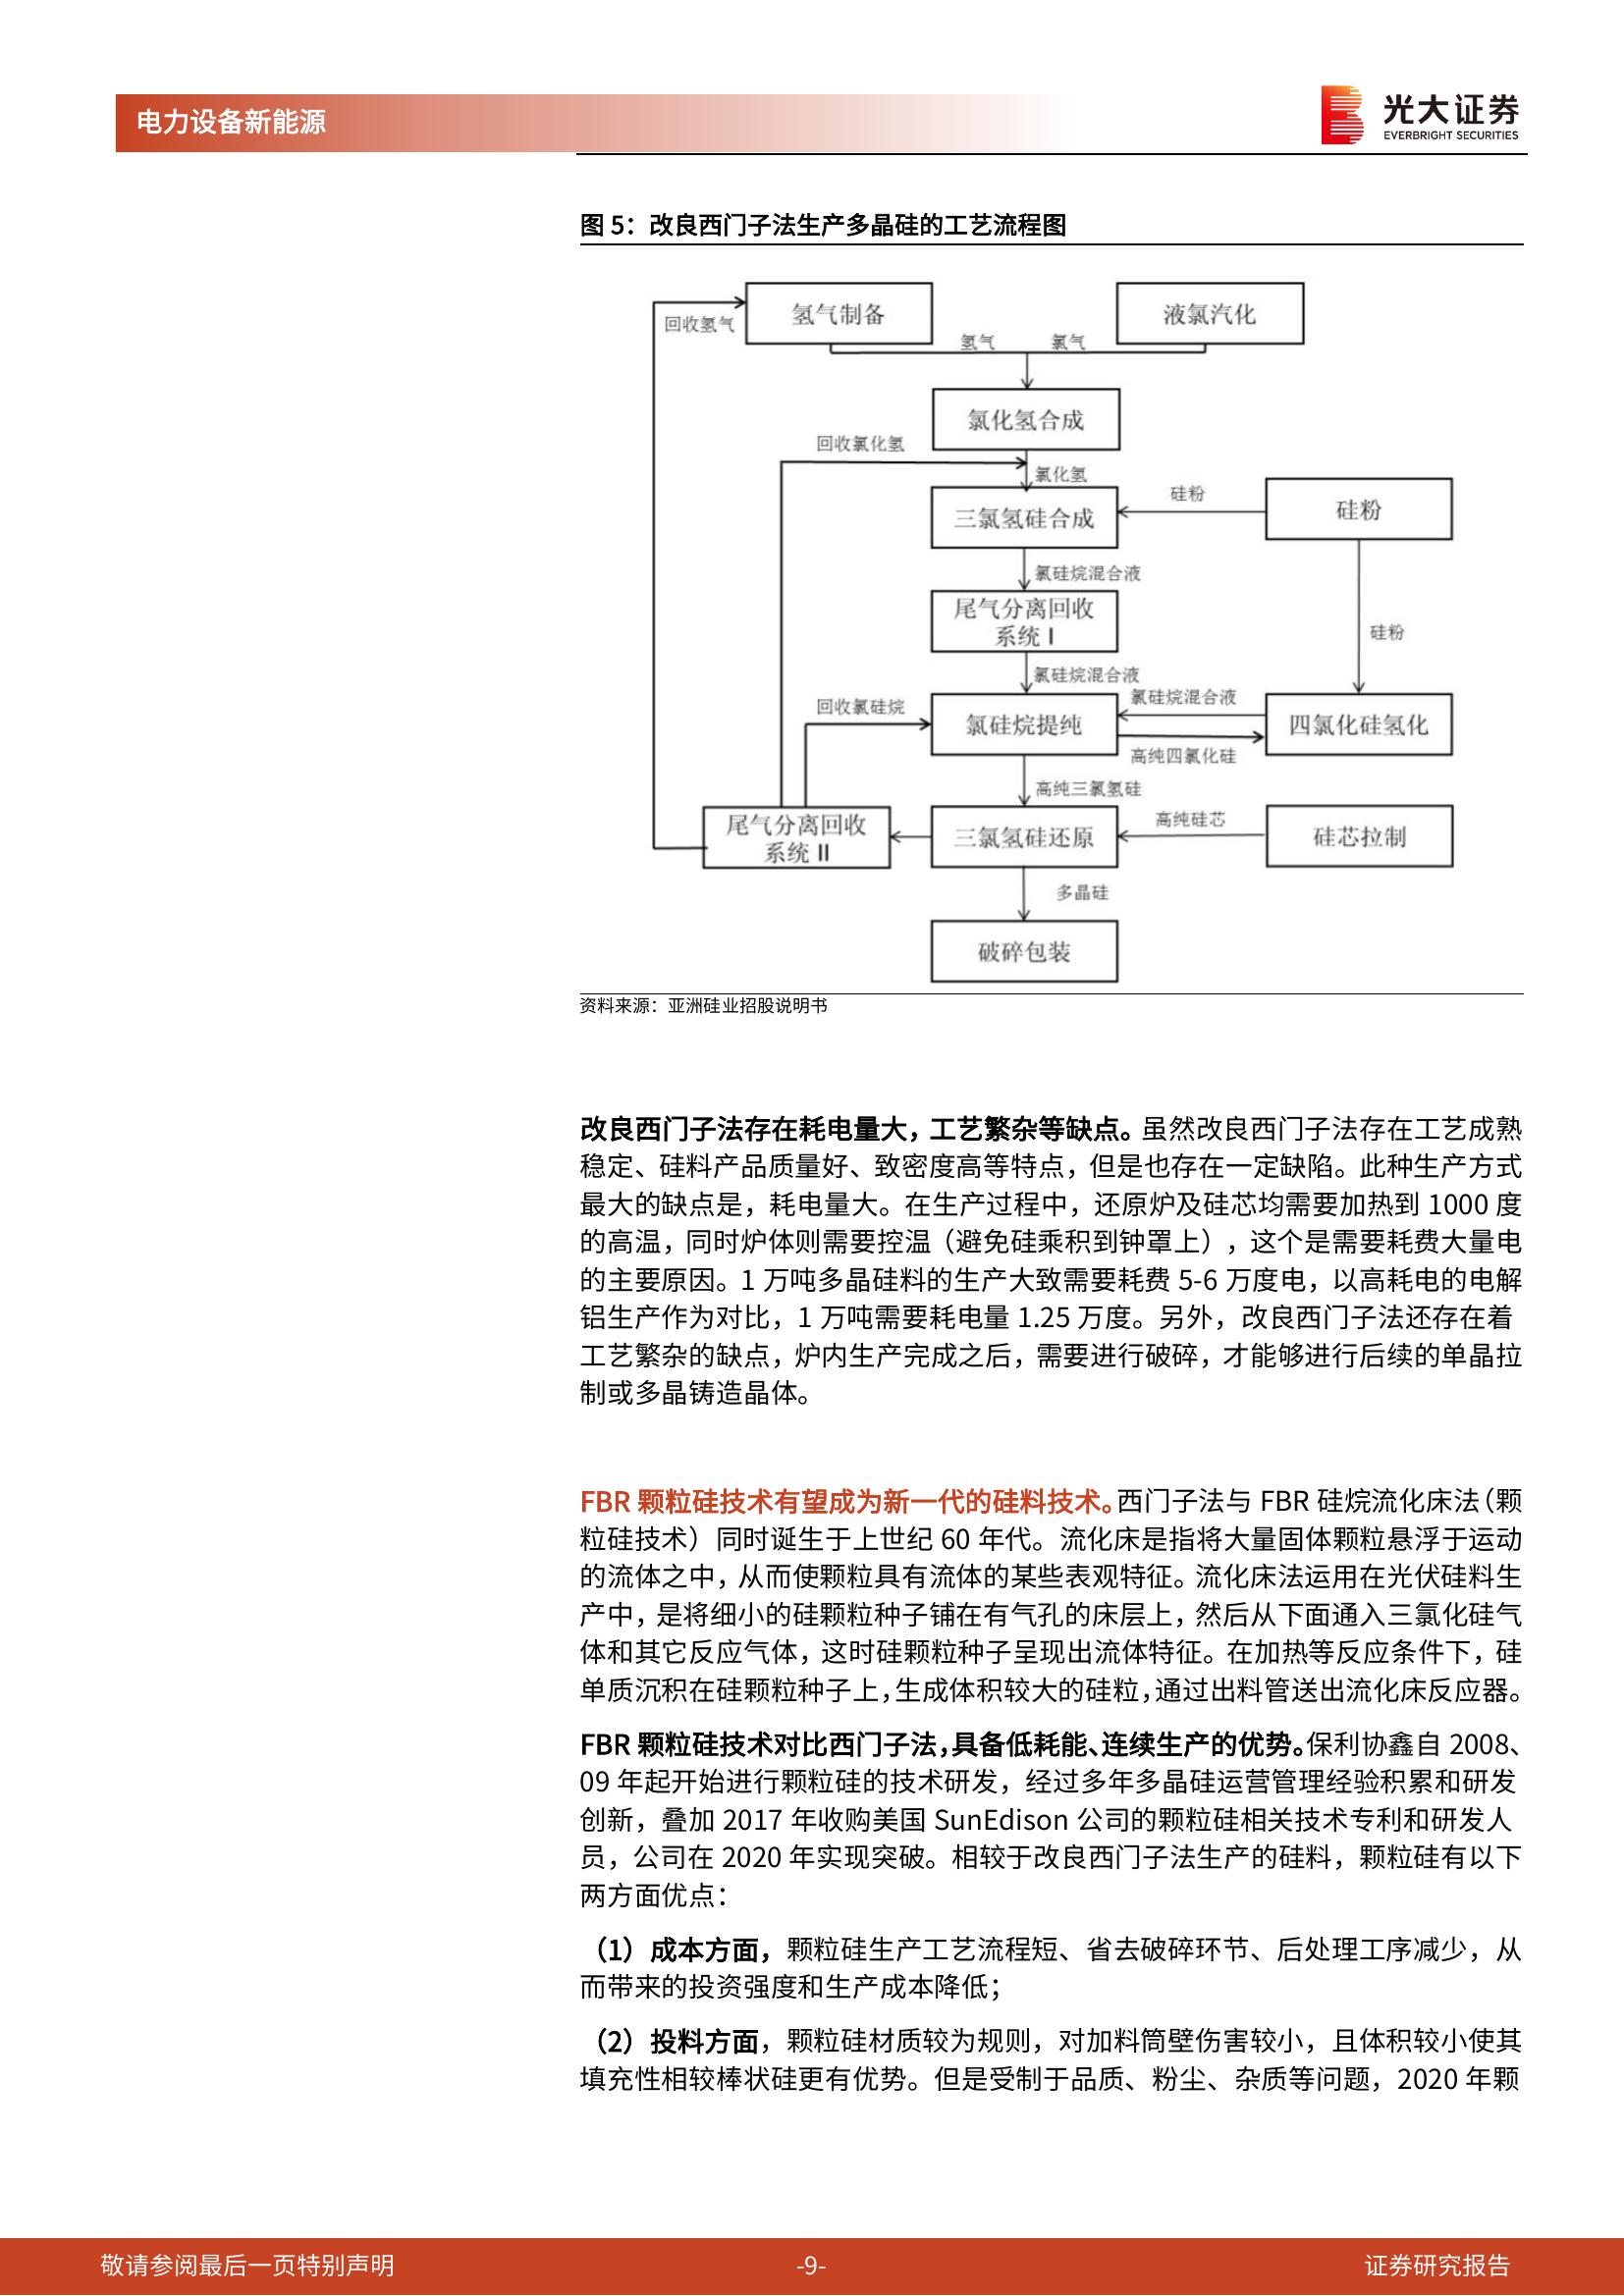 电力设备新能源
光大证券
EVERBRIGHT SECURITIES
图 5：改良西门子法生产多晶硅的工艺流程图
氢气制备
液氯汽化
回收氢气
氢气
氯气
氯化氢合成
回收氯化氢
氯化氢
三氯氢硅合成
硅粉
硅粉
氯硅烷混合液
尾气分离回收
系统 I
硅粉
氯硅烷混合液
回收氯硅烷
氯硅烷提纯
氯硅烷混合液
高纯四氯化硅
四氯化硅氢化
高纯三氯氢硅
尾气分离回收
系统 II
三氯氢硅还原
高纯硅芯
硅芯拉制
多晶硅
破碎包装
资料来源：亚洲硅业招股说明书
改良西门子法存在耗电量大，工艺繁杂等缺点。虽然改良西门子法存在工艺成熟
稳定、硅料产品质量好、致密度高等特点，但是也存在一定缺陷。此种生产方式
最大的缺点是，耗电量大。在生产过程中，还原炉及硅芯均需要加热到 1000 度
的高温，同时炉体则需要控温（避免硅乘积到钟罩上），这个是需要耗费大量电
的主要原因。1 万吨多晶硅料的生产大致需要耗费 5-6 万度电，以高耗电的电解
铝生产作为对比，1 万吨需要耗电量 1.25 万度。另外，改良西门子法还存在着
工艺繁杂的缺点，炉内生产完成之后，需要进行破碎，才能够进行后续的单晶拉
制或多晶铸造晶体。
FBR 颗粒硅技术有望成为新一代的硅料技术。西门子法与 FBR 硅烷流化床法（颗
粒硅技术）同时诞生于上世纪 60 年代。流化床是指将大量固体颗粒悬浮于运动
的流体之中，从而使颗粒具有流体的某些表观特征。流化床法运用在光伏硅料生
产中，是将细小的硅颗粒种子铺在有气孔的床层上，然后从下面通入三氯化硅气
体和其它反应气体，这时硅颗粒种子呈现出流体特征。在加热等反应条件下，硅
单质沉积在硅颗粒种子上，生成体积较大的硅粒，通过出料管送出流化床反应器。
FBR 颗粒硅技术对比西门子法，具备低耗能、连续生产的优势。保利协鑫自 2008、
09 年起开始进行颗粒硅的技术研发，经过多年多晶硅运营管理经验积累和研发
创新，叠加 2017 年收购美国 SunEdison 公司的颗粒硅相关技术专利和研发人
员，公司在 2020 年实现突破。相较于改良西门子法生产的硅料，颗粒硅有以下
两方面优点：
（1）成本方面，颗粒硅生产工艺流程短、省去破碎环节、后处理工序减少，从
而带来的投资强度和生产成本降低；
（2）投料方面，颗粒硅材质较为规则，对加料筒壁伤害较小，且体积较小使其
填充性相较棒状硅更有优势。但是受制于品质、粉尘、杂质等问题，2020 年颗
敬请参阅最后一页特别声明
-9-
证券研究报告